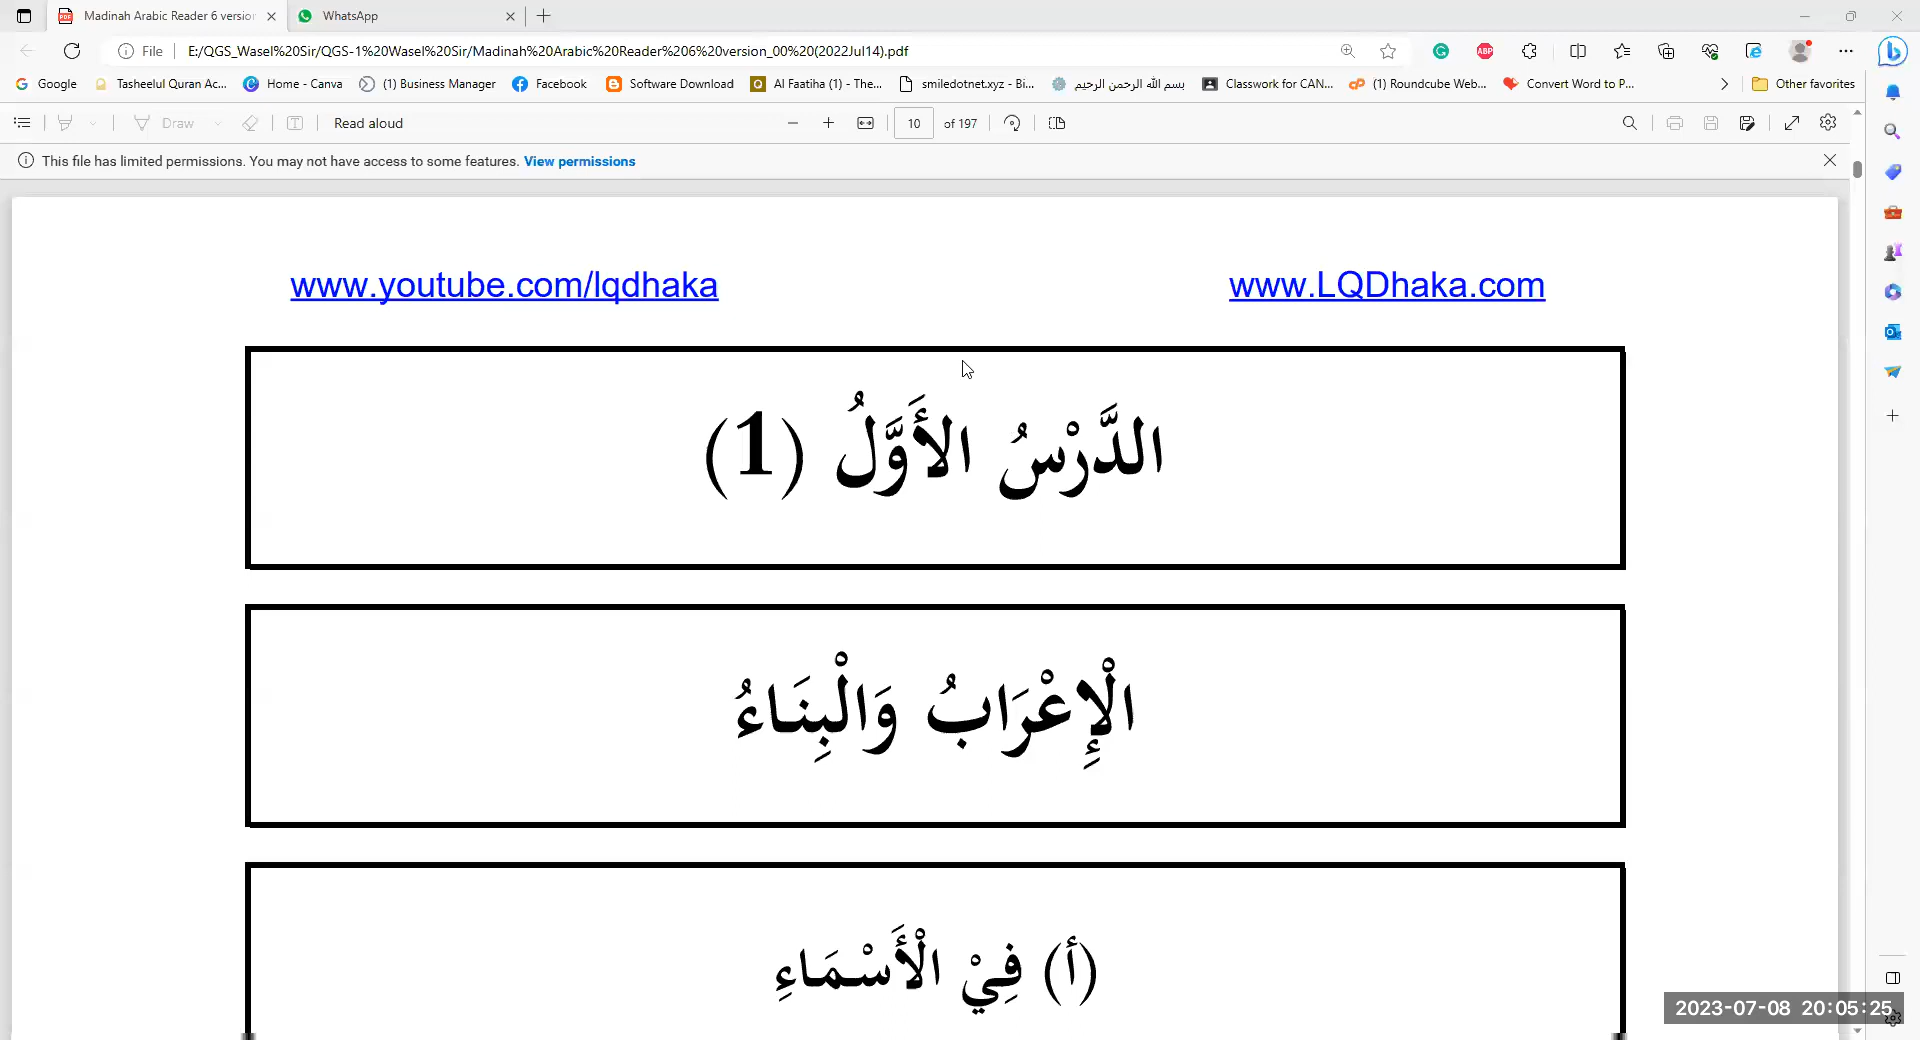 Madinah Arabic Reader 6 versio
WhatsApp
File
E:/QGS_Wasel%20Sir/QGS-1%20Wasel%20Sir/Madinah%20Arabic%20Reader%206%20version_00%20(2022Jul14).pdf
Google
Tasheelul Quran Ac...
Home - Canva
(1) Business Manager
Facebook
Software Download
Al Faatiha (1) - The...
smiledotnet.xyz - Bi...
بسم الله الرحمن الرحيم
Classwork for CAN...
(1) Roundcube Web...
Convert Word to P...
Other favorites
Draw
Read aloud
10 of 197
This file has limited permissions. You may not have access to some features. View permissions
www.youtube.com/lqdhaka
www.LQDhaka.com
الدَّرْسُ الأَوَّلُ (1)
الْإِعْرَابُ وَالْبِنَاءُ
(أ) فِيْ الْأَسْمَاءِ
2023-07-08 20:05:25